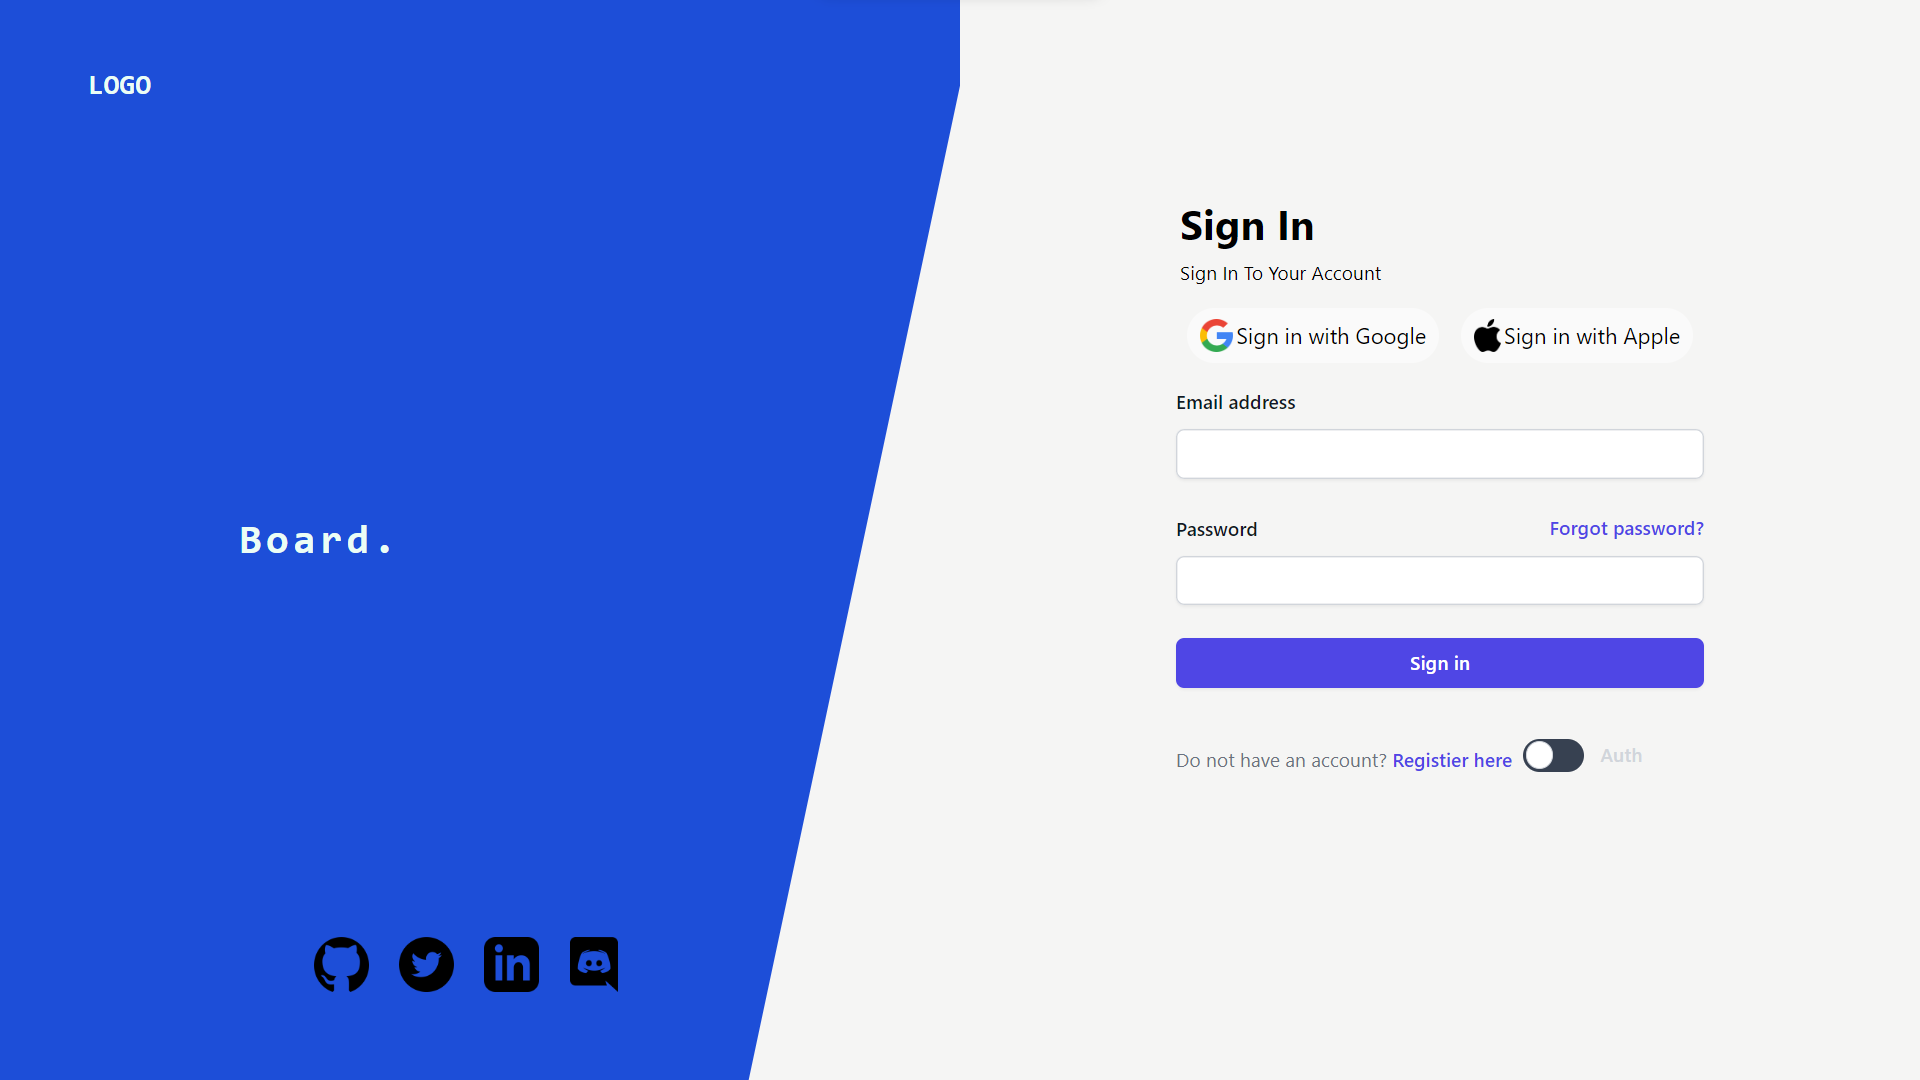 LOGO
Board.
Sign In
Sign In To Your Account
Sign in with Google
Sign in with Apple
Email address
Password
Forgot password?
Sign in
Do not have an account? Registier here
Auth